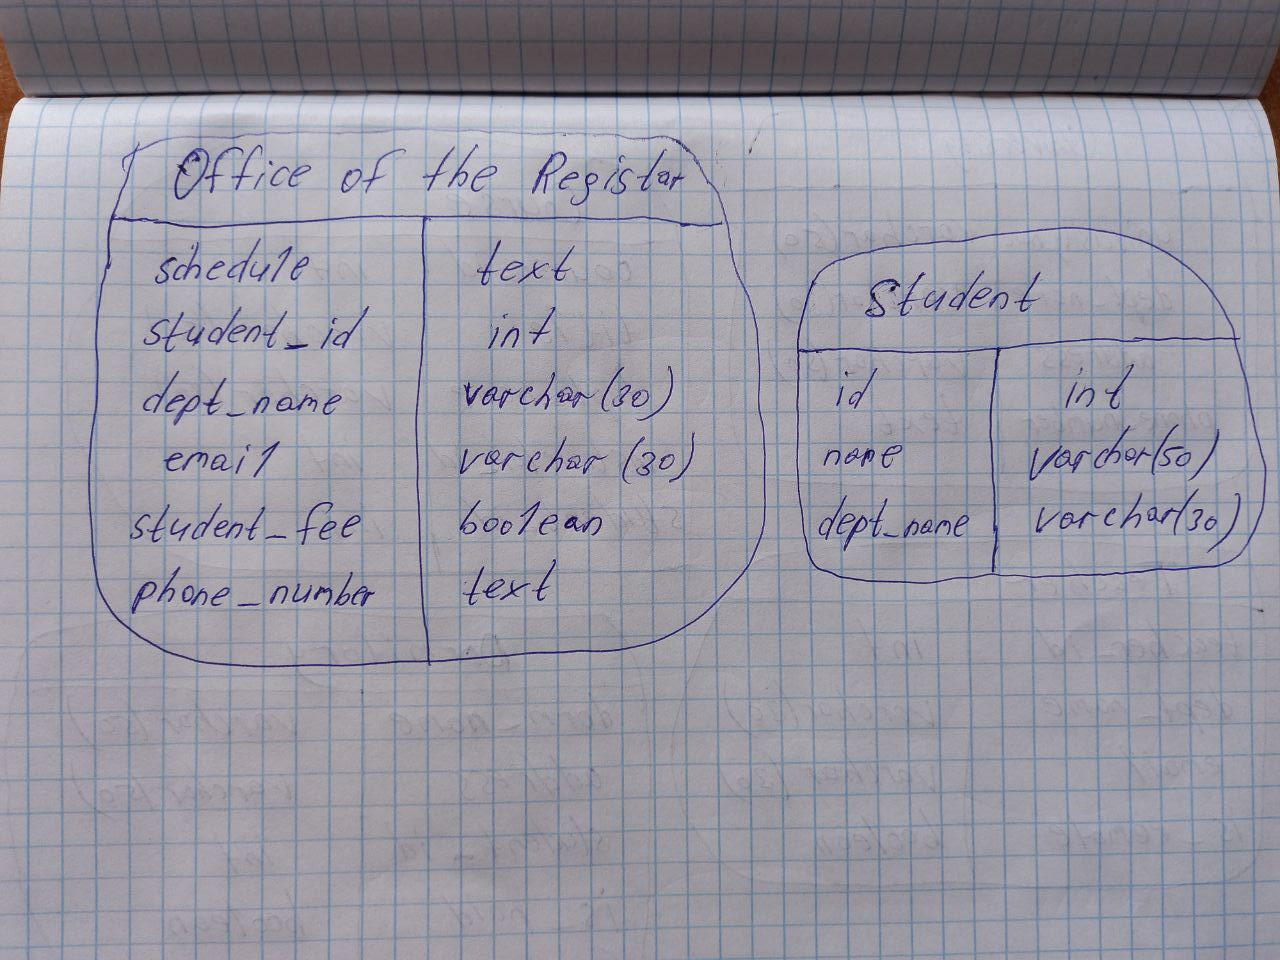 Office of the Registar
schedule text
student_id int
dept_name varchar(30)
email varchar (30)
student_fee boolean
phone_number text
Student
id int
name varchar(50)
dept_name varchar(30)